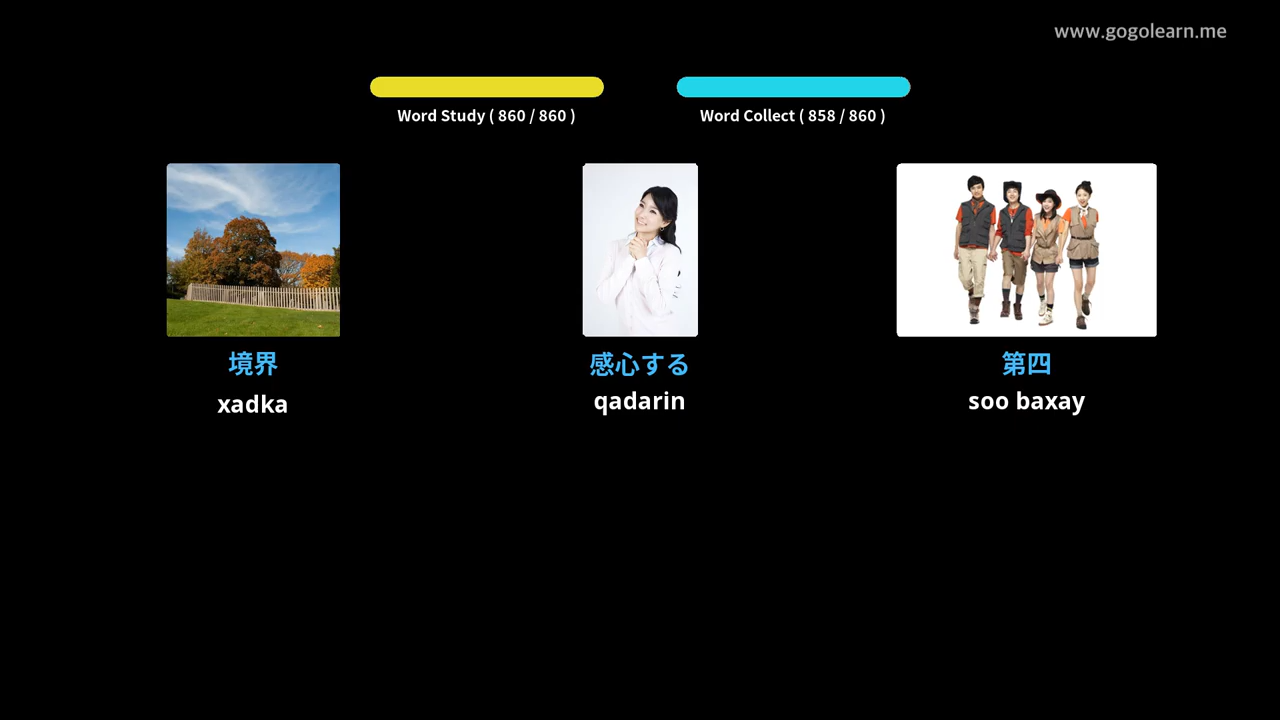 www.gogolearn.me
Word Study ( 860 / 860 )
Word Collect ( 858 / 860 )
境界
感心する
第四
xadka
qadarin
soo baxay